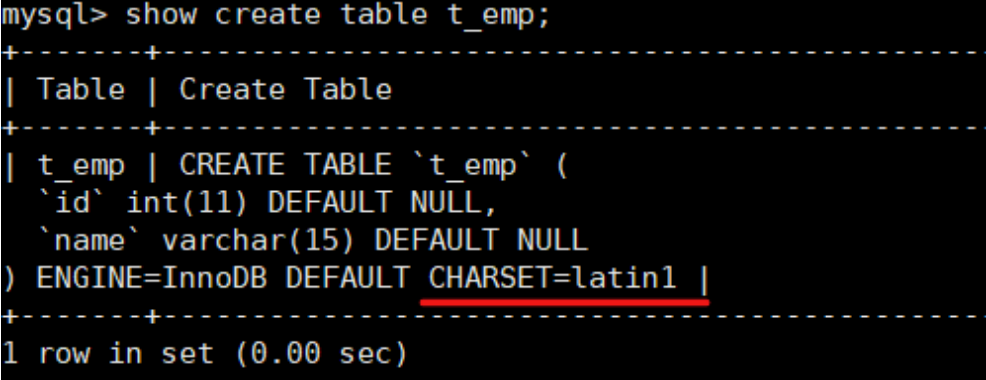 mysql> show create table t_emp;
+-------+-----------------------------------------------
| Table | Create Table
+-------+-----------------------------------------------
| t_emp | CREATE TABLE `t_emp` (
  `id` int(11) DEFAULT NULL,
  `name` varchar(15) DEFAULT NULL
) ENGINE=InnoDB DEFAULT CHARSET=latin1 |
+-------+-----------------------------------------------
1 row in set (0.00 sec)